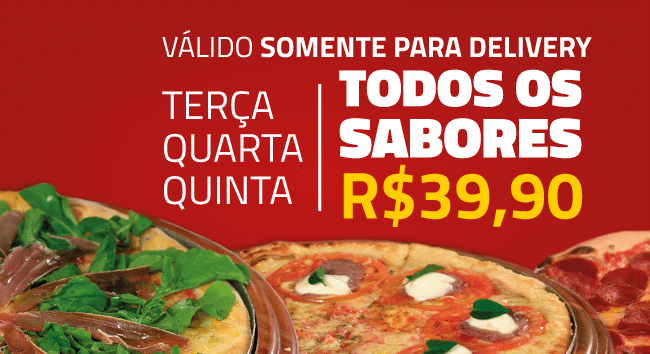 VÁLIDO SOMENTE PARA DELIVERY
TERÇA
QUARTA
QUINTA
TODOS OS
SABORES
R$39,90